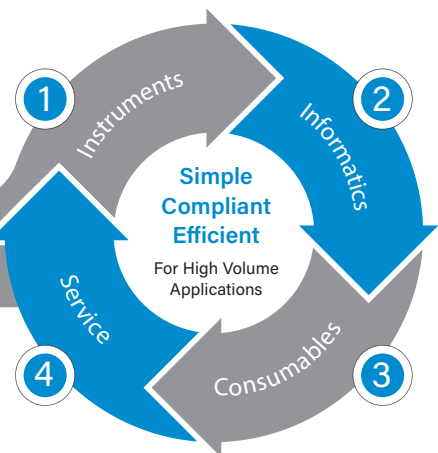 1
Instruments
2
Informatics
Simple
Compliant
Efficient
For High Volume
Applications
Service
Consumables
4
3